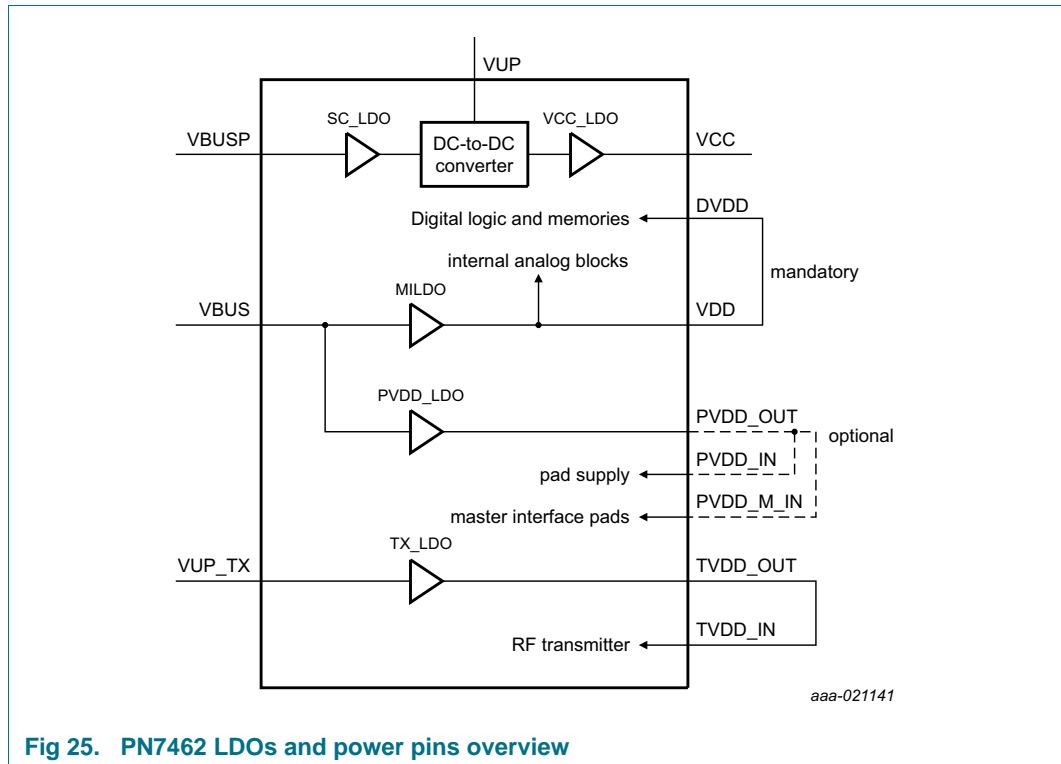 VUP
SC_LDO
VCC_LDO
VBUSP
DC-to-DC
converter
VCC
DVDD
Digital logic and memories
internal analog blocks
mandatory
MILDO
VBUS
VDD
PVDD_LDO
PVDD_OUT
optional
PVDD_IN
pad supply
PVDD_M_IN
master interface pads
TX_LDO
VUP_TX
TVDD_OUT
TVDD_IN
RF transmitter
aaa-021141
Fig 25. PN7462 LDOs and power pins overview